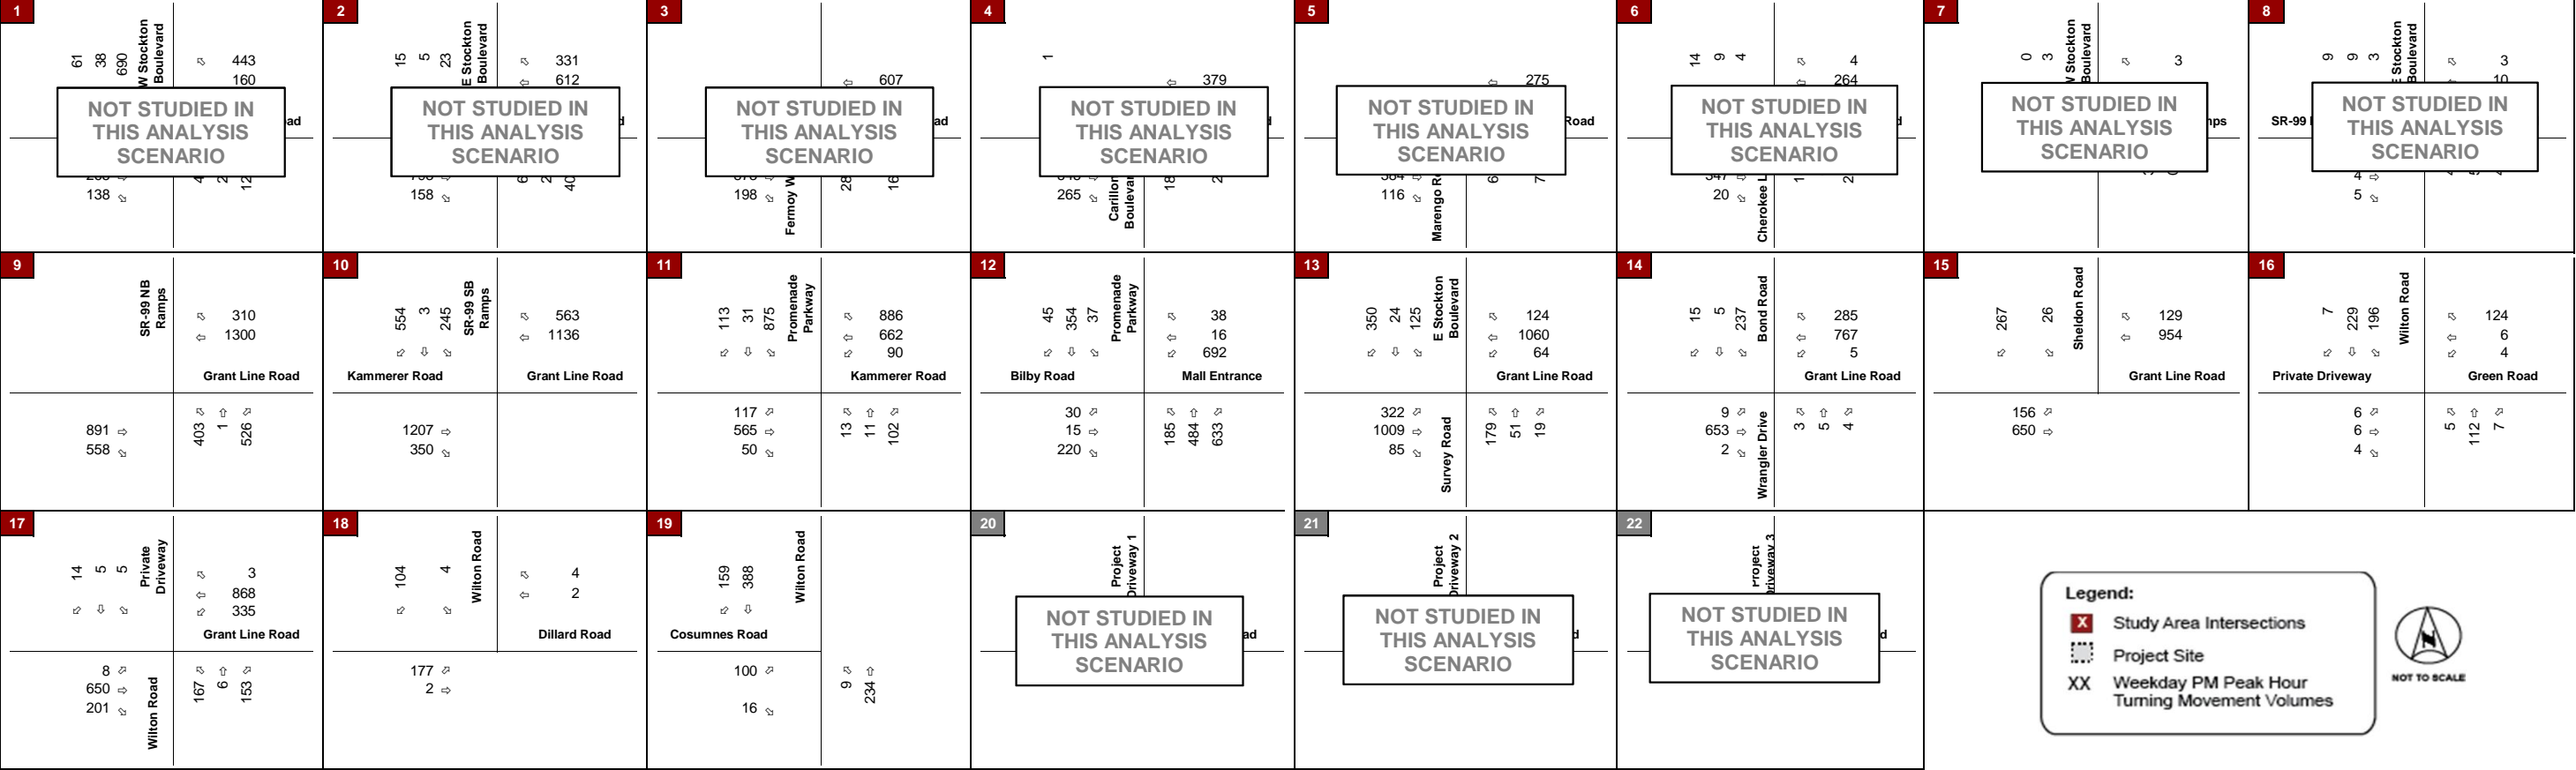 1
61
38
690
W Stockton
Boulevard
443
160
NOT STUDIED IN
THIS ANALYSIS
SCENARIO
138
2
15
5
23
E Stockton
Boulevard
331
612
NOT STUDIED IN
THIS ANALYSIS
SCENARIO
158
3
607
NOT STUDIED IN
THIS ANALYSIS
SCENARIO
198
Fermoy
4
1
379
NOT STUDIED IN
THIS ANALYSIS
SCENARIO
265
Carillon
Boulevar
5
275
Road
NOT STUDIED IN
THIS ANALYSIS
SCENARIO
116
Marengo
6
14
9
4
4
264
NOT STUDIED IN
THIS ANALYSIS
SCENARIO
20
Cherokee
7
0
3
W Stockton
Boulevard
3
NOT STUDIED IN
THIS ANALYSIS
SCENARIO
8
9
9
3
E Stockton
Boulevard
3
10
SR-99
NOT STUDIED IN
THIS ANALYSIS
SCENARIO
4
5
9
SR-99 NB
Ramps
310
1300
Grant Line Road
891
558
403
1
526
10
554
3
245
SR-99 SB
Ramps
563
1136
Kammerer Road
Grant Line Road
1207
350
11
113
31
875
Promenade
Parkway
886
662
90
Kammerer Road
117
565
50
13
11
102
12
45
354
37
Promenade
Parkway
38
16
692
Bilby Road
Mall Entrance
30
15
220
185
484
633
13
350
24
125
E Stockton
Boulevard
124
1060
64
Grant Line Road
322
1009
85
Survey Road
179
51
19
14
15
5
237
Bond Road
285
767
5
Grant Line Road
9
653
2
Wrangler Drive
3
5
4
15
267
26
Sheldon Road
129
954
Grant Line Road
156
650
16
7
229
196
Wilton Road
124
6
4
Private Driveway
Green Road
6
6
4
5
112
7
17
14
5
5
Private
Driveway
3
868
335
Grant Line Road
8
650
201
Wilton Road
167
6
153
18
104
4
Wilton Road
4
2
Dillard Road
177
2
19
159
388
Wilton Road
Cosumnes Road
100
16
9
234
20
Project
Driveway 1
NOT STUDIED IN
THIS ANALYSIS
SCENARIO
21
Project
Driveway 2
NOT STUDIED IN
THIS ANALYSIS
SCENARIO
22
Project
Driveway 3
NOT STUDIED IN
THIS ANALYSIS
SCENARIO
Legend:
X Study Area Intersections
Project Site
XX Weekday PM Peak Hour
Turning Movement Volumes
N
NOT TO SCALE